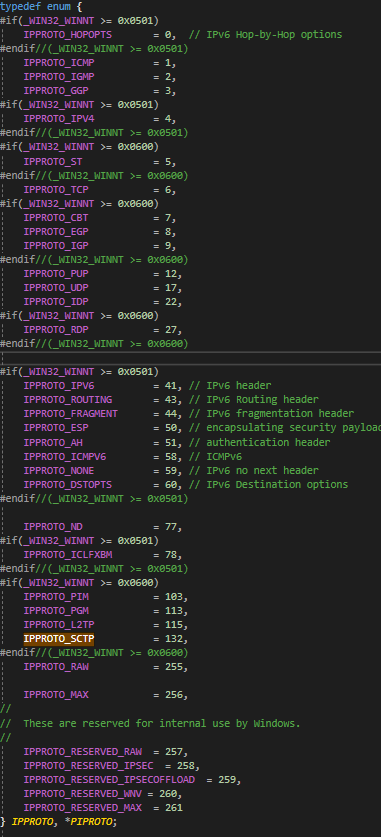 typedef enum {
#if(_WIN32_WINNT >= 0x0501)
IPPROTO_HOPOPTS = 0, // IPv6 Hop-by-Hop options
#endif//(_WIN32_WINNT >= 0x0501)
IPPROTO_ICMP = 1,
IPPROTO_IGMP = 2,
IPPROTO_GGP = 3,
#if(_WIN32_WINNT >= 0x0501)
IPPROTO_IPV4 = 4,
#endif//(_WIN32_WINNT >= 0x0501)
#if(_WIN32_WINNT >= 0x0600)
IPPROTO_ST = 5,
#endif//(_WIN32_WINNT >= 0x0600)
IPPROTO_TCP = 6,
#if(_WIN32_WINNT >= 0x0600)
IPPROTO_CBT = 7,
IPPROTO_EGP = 8,
IPPROTO_IGP = 9,
#endif//(_WIN32_WINNT >= 0x0600)
IPPROTO_PUP = 12,
IPPROTO_UDP = 17,
IPPROTO_IDP = 22,
#if(_WIN32_WINNT >= 0x0600)
IPPROTO_RDP = 27,
#endif//(_WIN32_WINNT >= 0x0600)
#if(_WIN32_WINNT >= 0x0501)
IPPROTO_IPV6 = 41, // IPv6 header
IPPROTO_ROUTING = 43, // IPv6 Routing header
IPPROTO_FRAGMENT = 44, // IPv6 fragmentation header
IPPROTO_ESP = 50, // encapsulating security payload
IPPROTO_AH = 51, // authentication header
IPPROTO_ICMPV6 = 58, // ICMPv6
IPPROTO_NONE = 59, // IPv6 no next header
IPPROTO_DSTOPTS = 60, // IPv6 Destination options
#endif//(_WIN32_WINNT >= 0x0501)
IPPROTO_ND = 77,
#if(_WIN32_WINNT >= 0x0501)
IPPROTO_ICLFXBM = 78,
#endif//(_WIN32_WINNT >= 0x0501)
#if(_WIN32_WINNT >= 0x0600)
IPPROTO_PIM = 103,
IPPROTO_PGM = 113,
IPPROTO_L2TP = 115,
IPPROTO_SCTP = 132,
#endif//(_WIN32_WINNT >= 0x0600)
IPPROTO_RAW = 255,
IPPROTO_MAX = 256,
//
// These are reserved for internal use by Windows.
//
IPPROTO_RESERVED_RAW = 257,
IPPROTO_RESERVED_IPSEC = 258,
IPPROTO_RESERVED_IPSECOFFLOAD = 259,
IPPROTO_RESERVED_WNV = 260,
IPPROTO_RESERVED_MAX = 261
} IPPROTO, *PIPROTO;